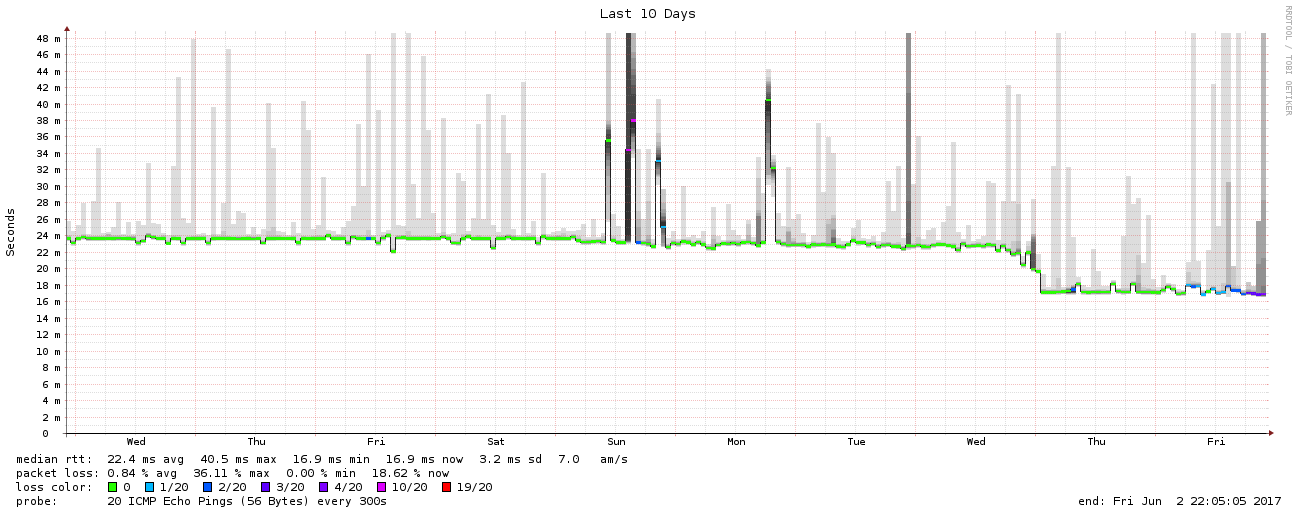 Last 10 Days
RRDTOOL / TOBI OETIKER
Seconds
48 m
46 m
44 m
42 m
40 m
38 m
36 m
34 m
32 m
30 m
28 m
26 m
24 m
22 m
20 m
18 m
16 m
14 m
12 m
10 m
8 m
6 m
4 m
2 m
0
Wed Thu Fri Sat Sun Mon Tue Wed Thu Fri
median rtt: 22.4 ms avg 40.5 ms max 16.9 ms min 16.9 ms now 3.2 ms sd 7.0 am/s
packet loss: 0.84 % avg 36.11 % max 0.00 % min 18.62 % now
loss color: 0 1/20 2/20 3/20 4/20 10/20 19/20
probe: 20 ICMP Echo Pings (56 Bytes) every 300s end: Fri Jun 2 22:05:05 2017